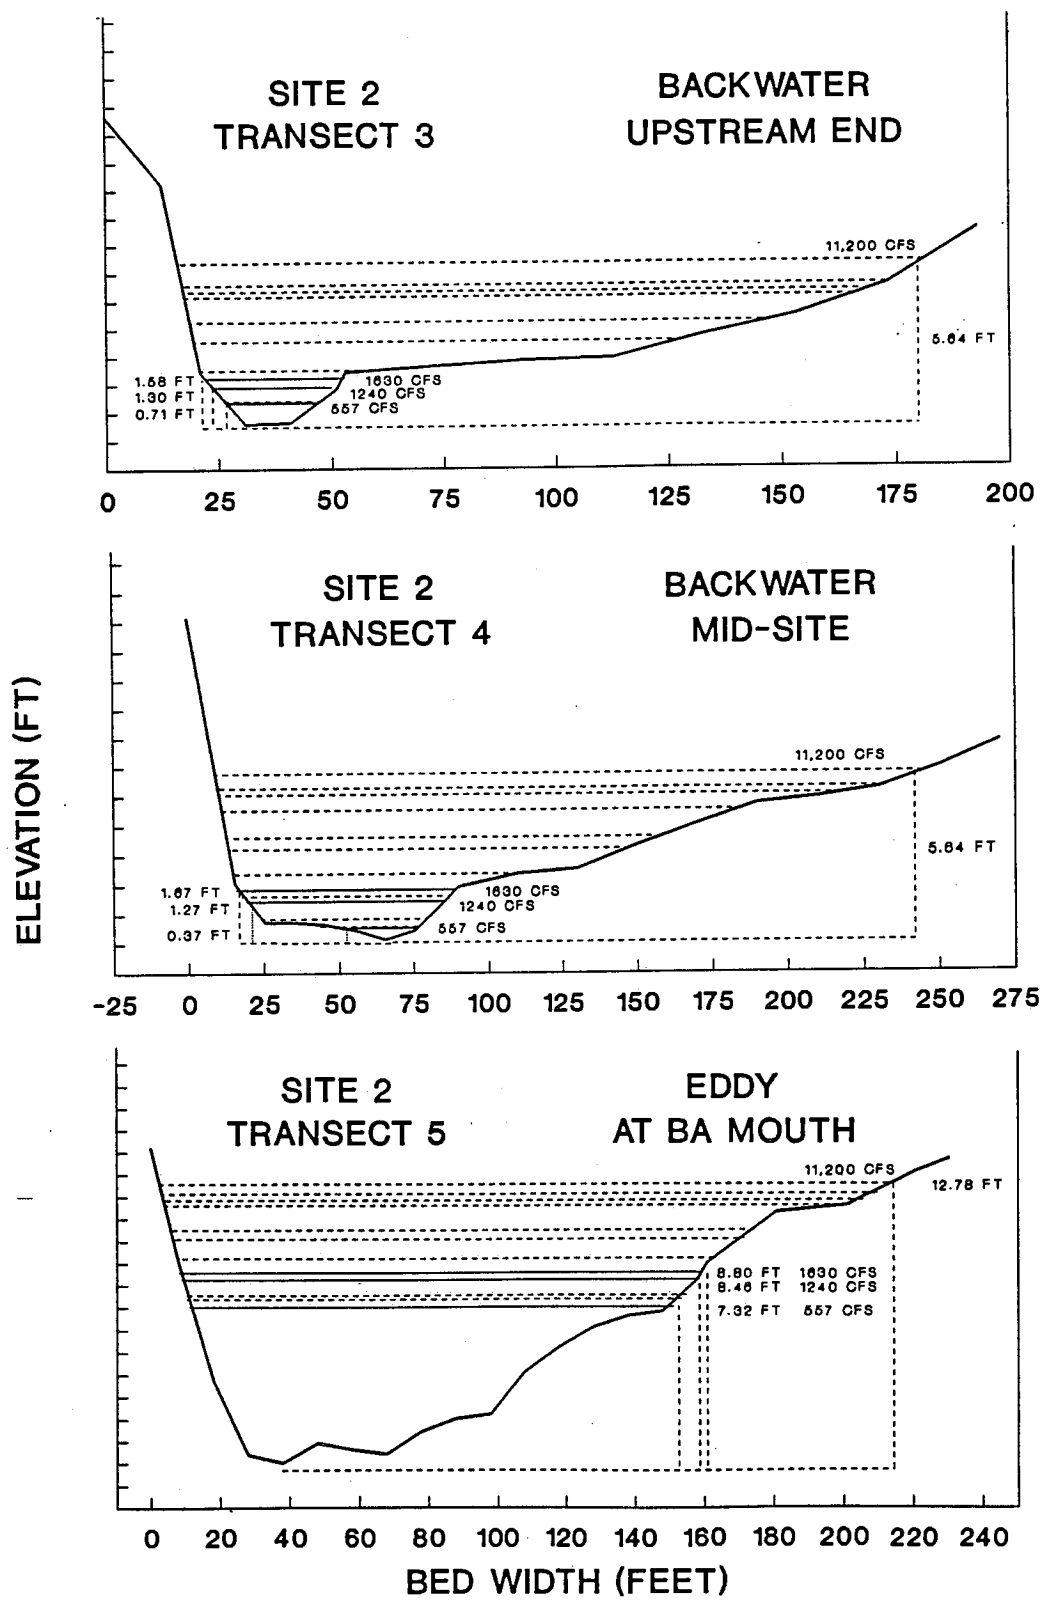 SITE 2
TRANSECT 3
BACKWATER
UPSTREAM END
11,200 CFS
5.64 FT
1.58 FT
1.30 FT
0.71 FT
1630 CFS
1240 CFS
557 CFS
0 25 50 75 100 125 150 175 200
SITE 2
TRANSECT 4
BACKWATER
MID-SITE
11,200 CFS
5.64 FT
1.67 FT
1.27 FT
0.37 FT
1630 CFS
1240 CFS
557 CFS
-25 0 25 50 75 100 125 150 175 200 225 250 275
ELEVATION (FT)
SITE 2
TRANSECT 5
EDDY
AT BA MOUTH
11,200 CFS
12.78 FT
8.80 FT 1630 CFS
8.46 FT 1240 CFS
7.32 FT 557 CFS
0 20 40 60 80 100 120 140 160 180 200 220 240
BED WIDTH (FEET)